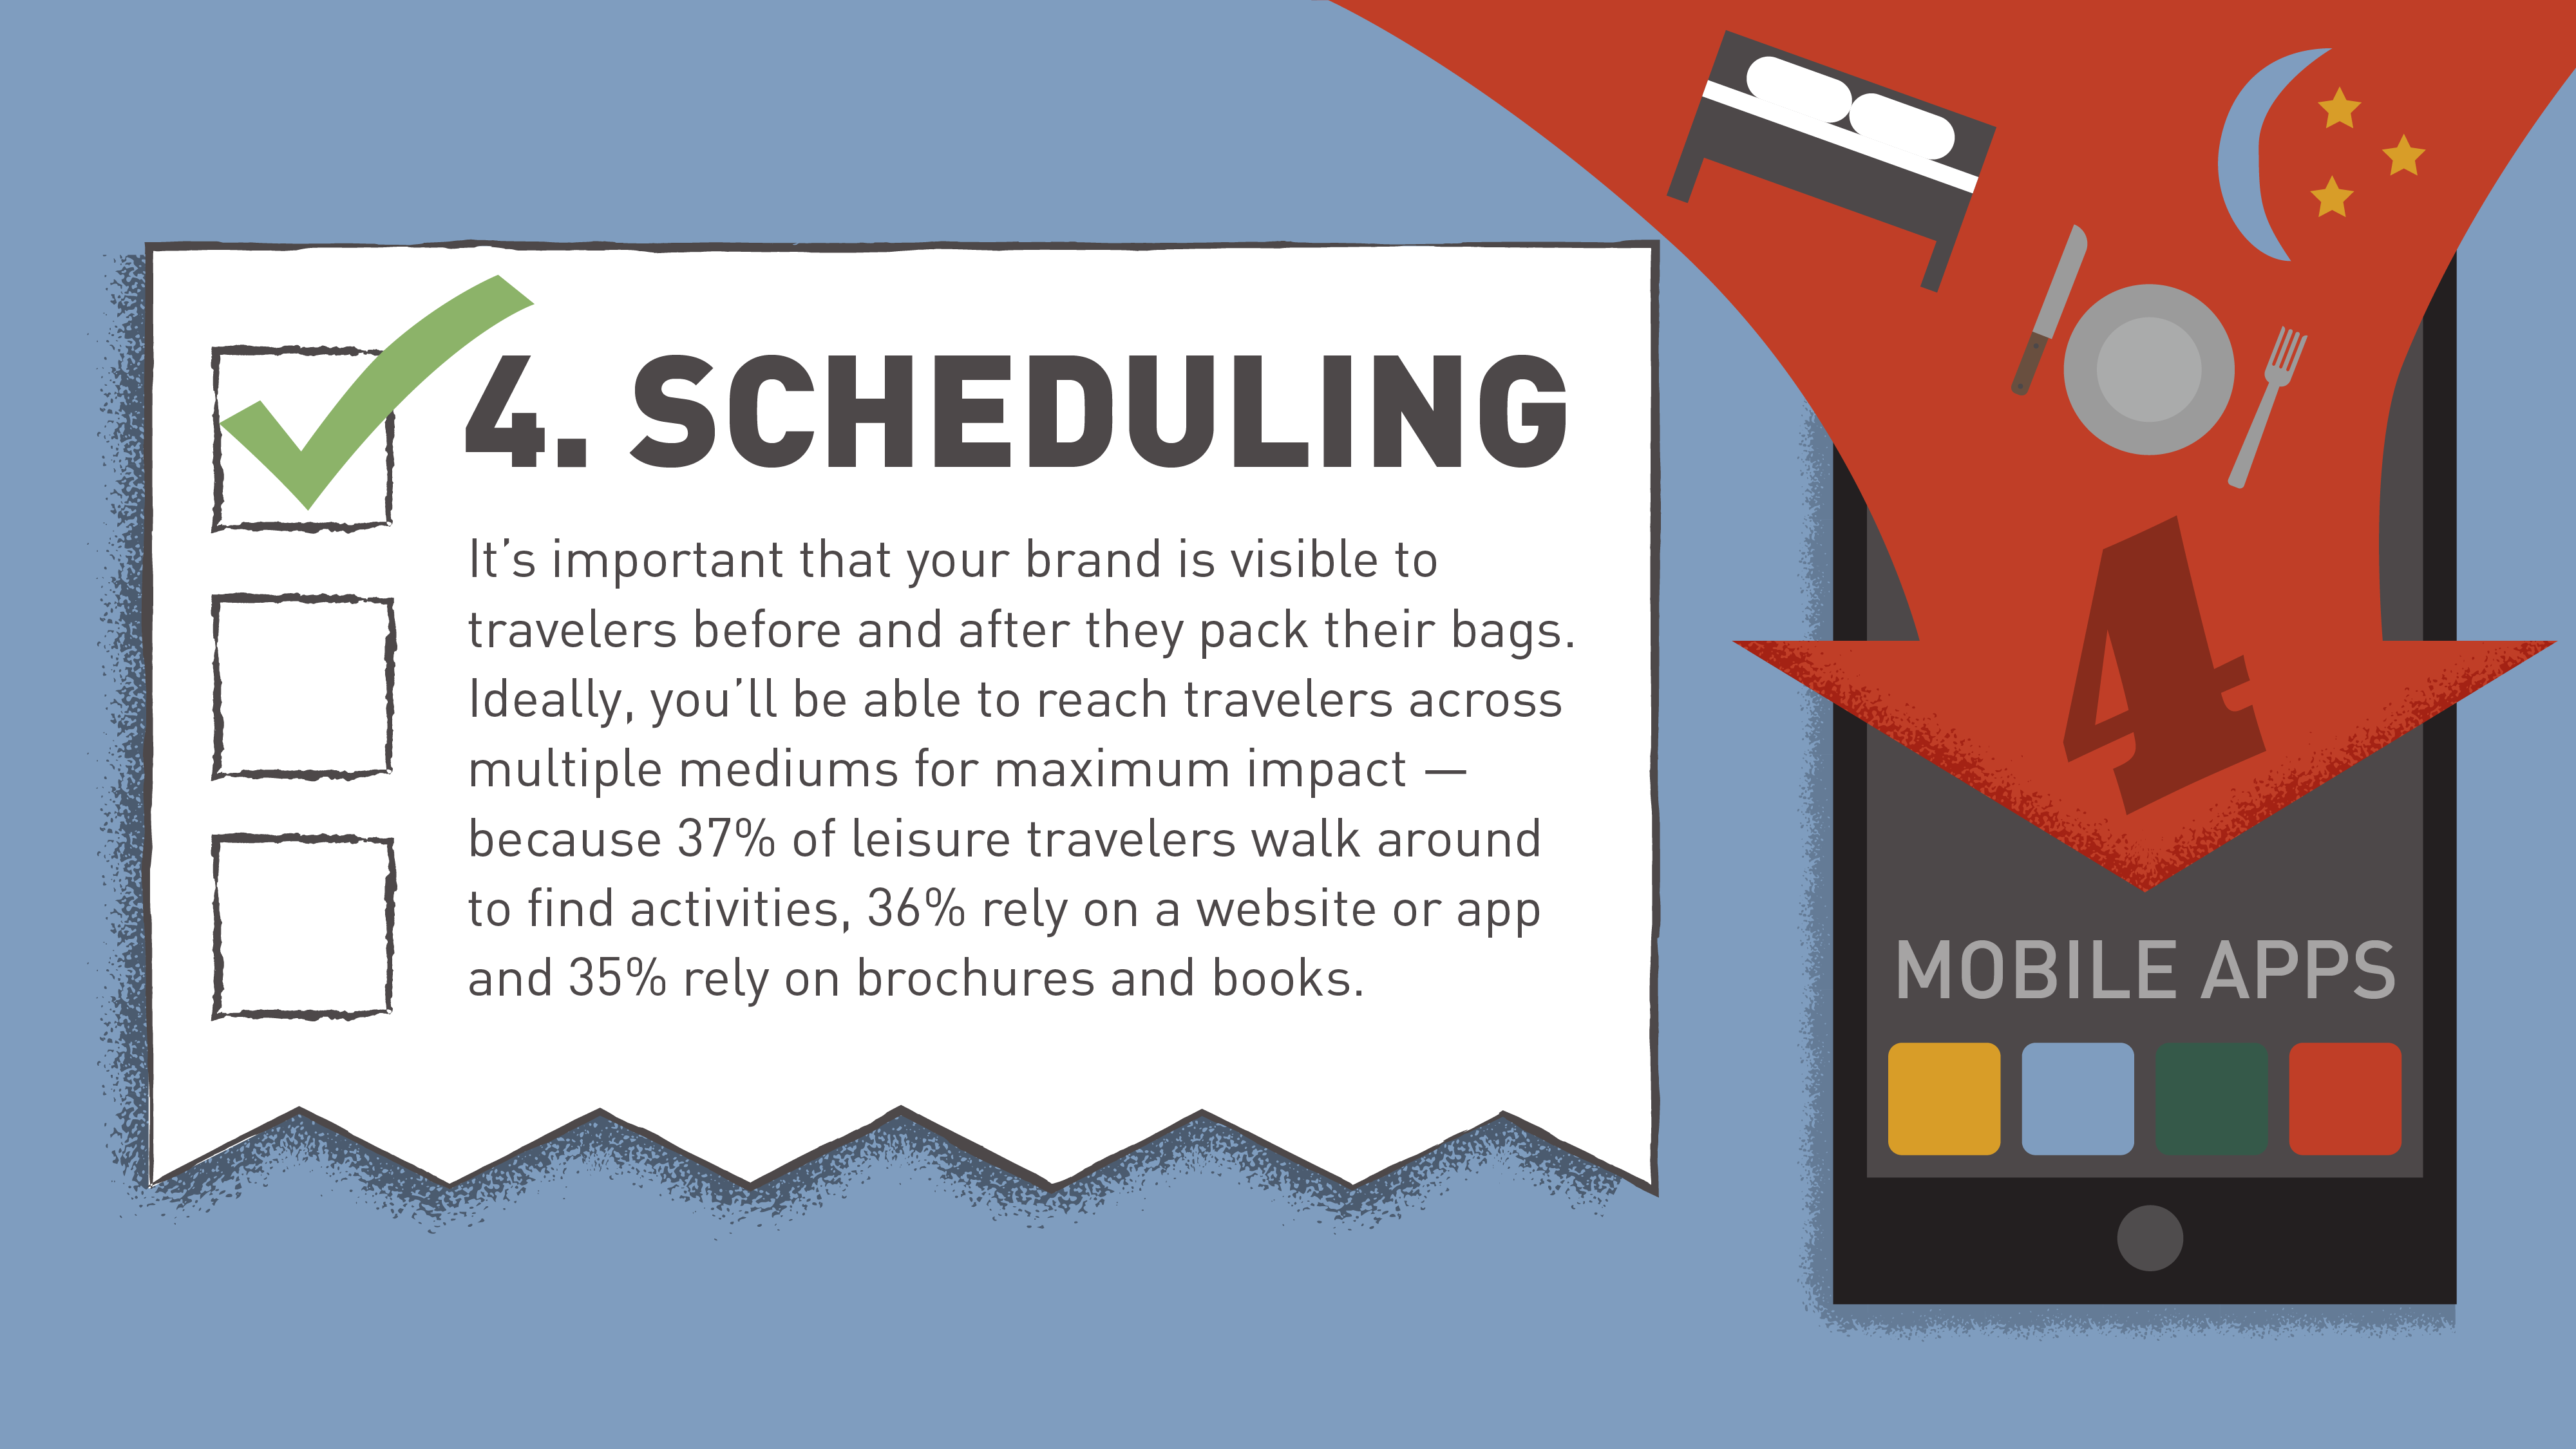 4. SCHEDULING
It’s important that your brand is visible to
travelers before and after they pack their bags.
Ideally, you’ll be able to reach travelers across
multiple mediums for maximum impact —
because 37% of leisure travelers walk around
to find activities, 36% rely on a website or app
and 35% rely on brochures and books.
4
MOBILE APPS